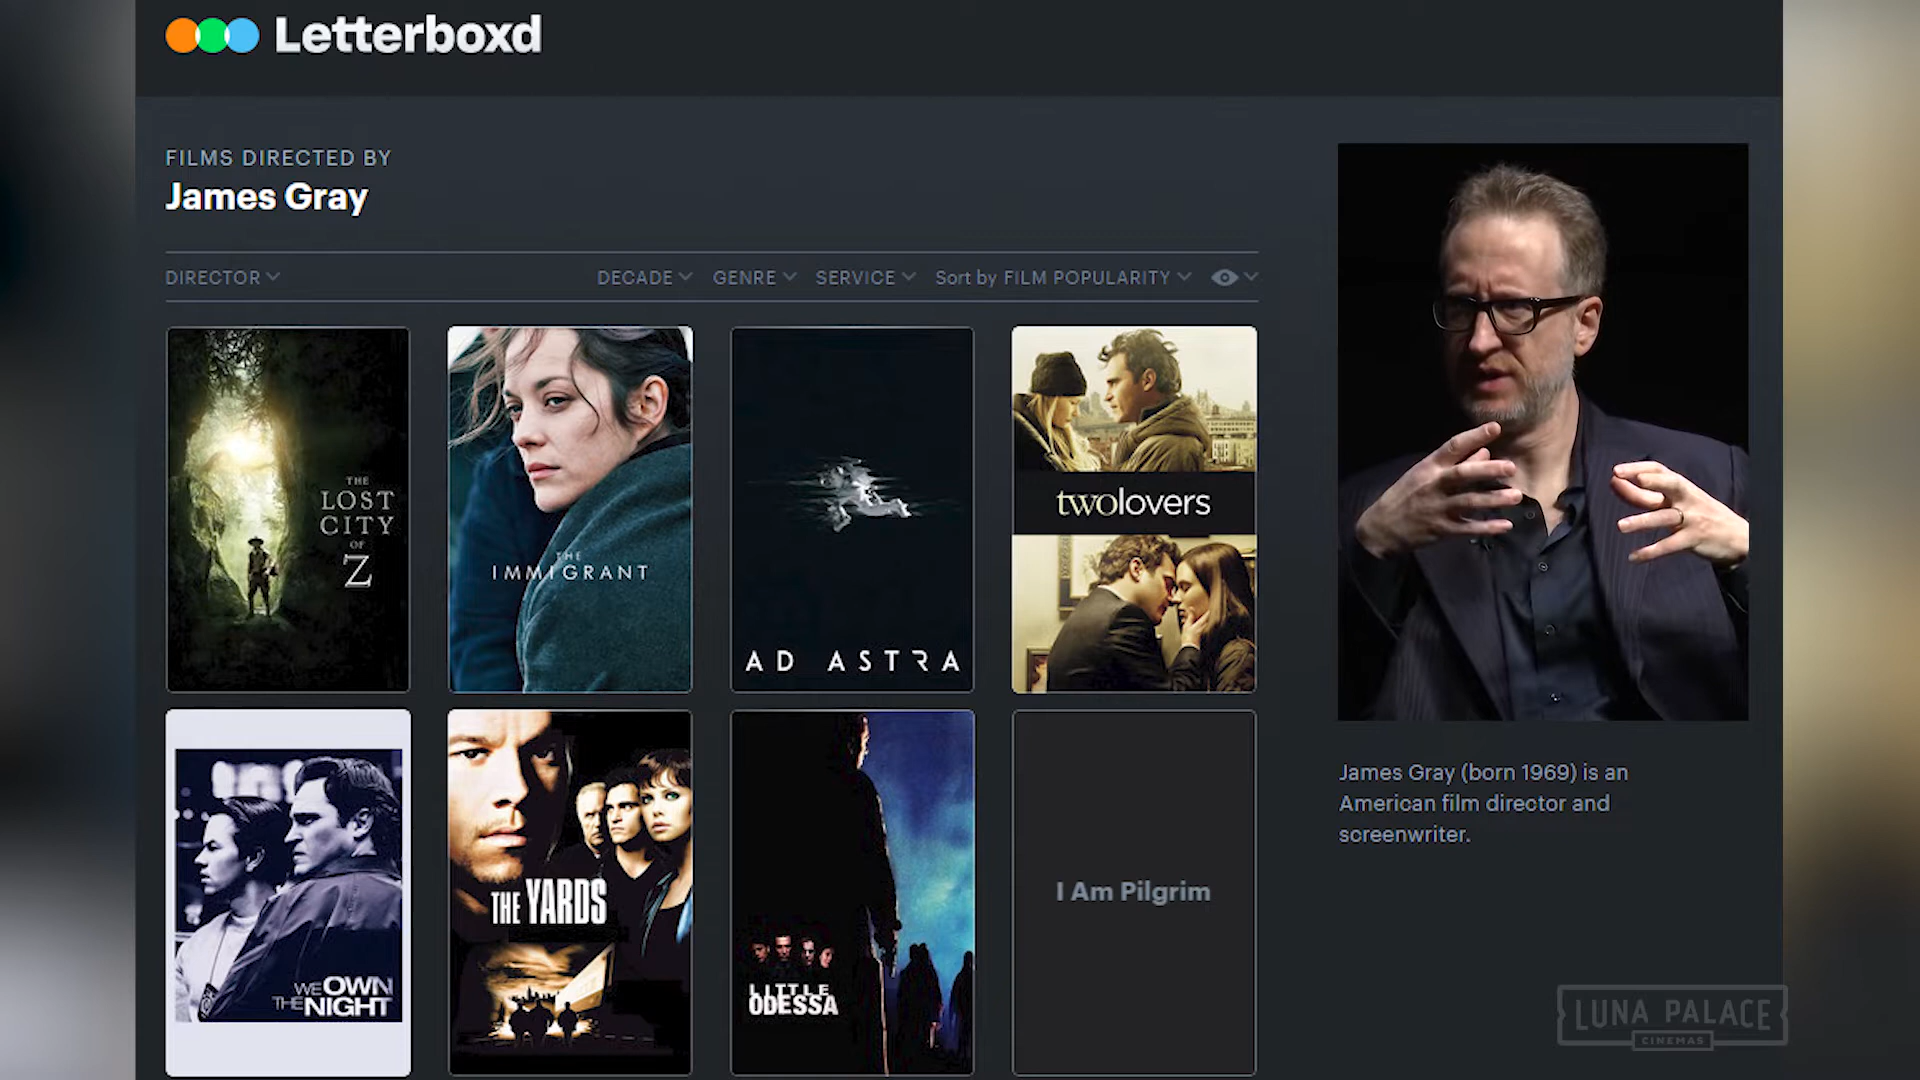 Letterboxd
FILMS DIRECTED BY
James Gray
DIRECTOR
DECADE
GENRE
SERVICE
Sort by FILM POPULARITY
THE
LOST
CITY
OF
Z
THE
IMMIGRANT
AD ASTRA
twolovers
WE OWN
THE NIGHT
THE YARDS
LITTLE
ODESSA
I Am Pilgrim
James Gray (born 1969) is an
American film director and
screenwriter.
LUNA PALACE
CINEMAS